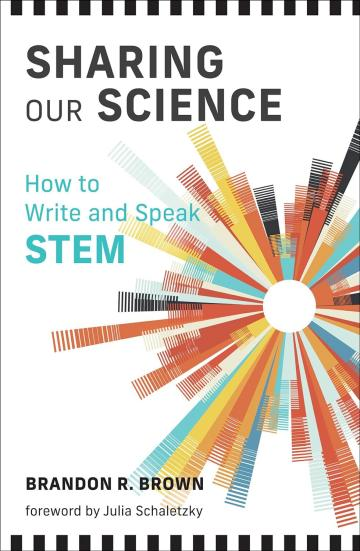 SHARING
OUR SCIENCE
How to
Write and Speak
STEM
BRANDON R. BROWN
foreword by Julia Schaletzky